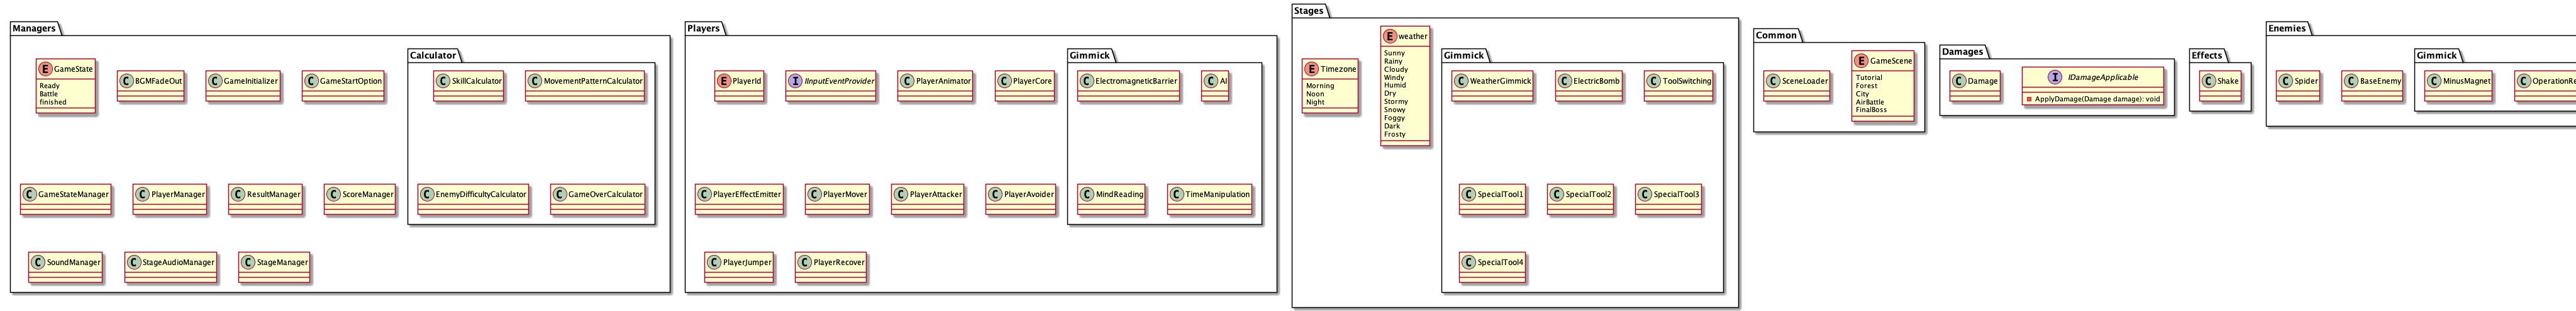 Managers
Calculator
E GameState
Ready
Battle
finished
C BGMFadeOut
C GameInitializer
C GameStartOption
C SkillCalculator
C MovementPatternCalculator
C GameStateManager
C PlayerManager
C ResultManager
C ScoreManager
C EnemyDifficultyCalculator
C GameOverCalculator
C SoundManager
C StageAudioManager
C StageManager
Players
Gimmick
E PlayerId
I IInputEventProvider
C PlayerAnimator
C PlayerCore
C ElectromagneticBarrier
C AI
C PlayerEffectEmitter
C PlayerMover
C PlayerAttacker
C PlayerAvoider
C MindReading
C TimeManipulation
C PlayerJumper
C PlayerRecover
Stages
E Timezone
Morning
Noon
Night
E weather
Sunny
Rainy
Cloudy
Windy
Humid
Dry
Stormy
Snowy
Foggy
Dark
Frosty
Gimmick
C WeatherGimmick
C ElectricBomb
C ToolSwitching
C SpecialTool1
C SpecialTool2
C SpecialTool3
C SpecialTool4
Common
C SceneLoader
E GameScene
Tutorial
Forest
City
AirBattle
FinalBoss
Damages
C Damage
I IDamageApplicable
ApplyDamage(Damage damage): void
Effects
C Shake
Enemies
C Spider
C BaseEnemy
Gimmick
C MinusMagnet
C OperationRe